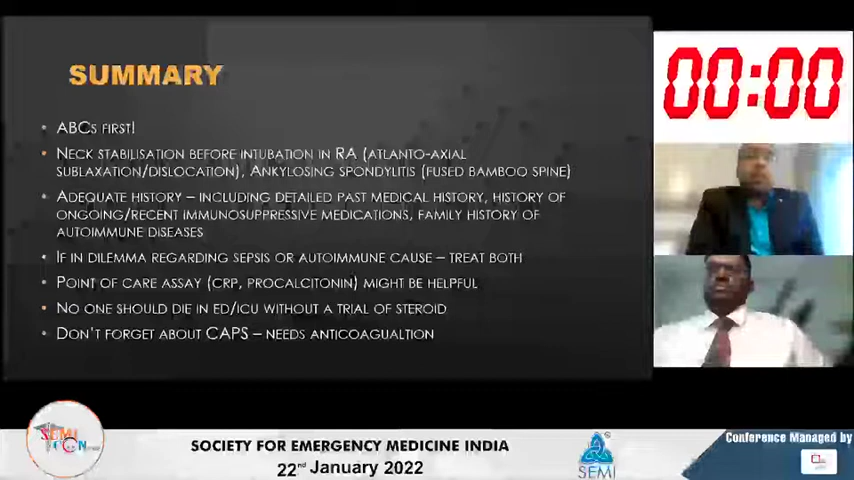 SUMMARY
00:00
• ABCs FIRST!
• NECK STABILISATION BEFORE INTUBATION IN RA (ATLANTO-AXIAL
SUBLAXATION/DISLOCATION), ANKYLOSING SPONDYLITIS (FUSED BAMBOO SPINE)
• ADEQUATE HISTORY – INCLUDING DETAILED PAST MEDICAL HISTORY, HISTORY OF
ONGOING/RECENT IMMUNOSUPPRESSIVE MEDICATIONS, FAMILY HISTORY OF
AUTOIMMUNE DISEASES
• IF IN DILEMMA REGARDING SEPSIS OR AUTOIMMUNE CAUSE – TREAT BOTH
• POINT OF CARE ASSAY (CRP, PROCALCITONIN) MIGHT BE HELPFUL
• NO ONE SHOULD DIE IN ED/ICU WITHOUT A TRIAL OF STEROID
• DON'T FORGET ABOUT CAPS – NEEDS ANTICOAGUALTION
SOCIETY FOR EMERGENCY MEDICINE INDIA
22nd January 2022
SEMI
Conference Managed by